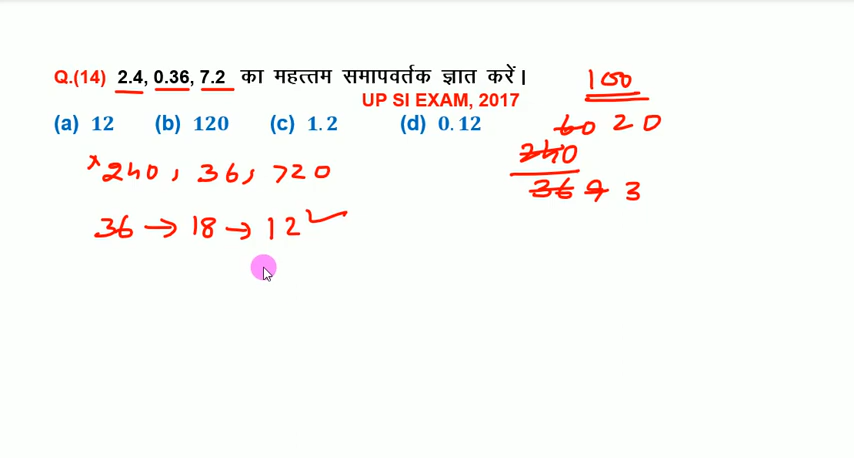 Q.(14) 2.4, 0.36, 7.2 का महत्तम समापवर्तक ज्ञात करें।
UP SI EXAM, 2017
(a) 12 (b) 120 (c) 1.2 (d) 0.12
*240, 36, 720
36 → 18 → 12 ✓
100
60 20
240
36 9 3